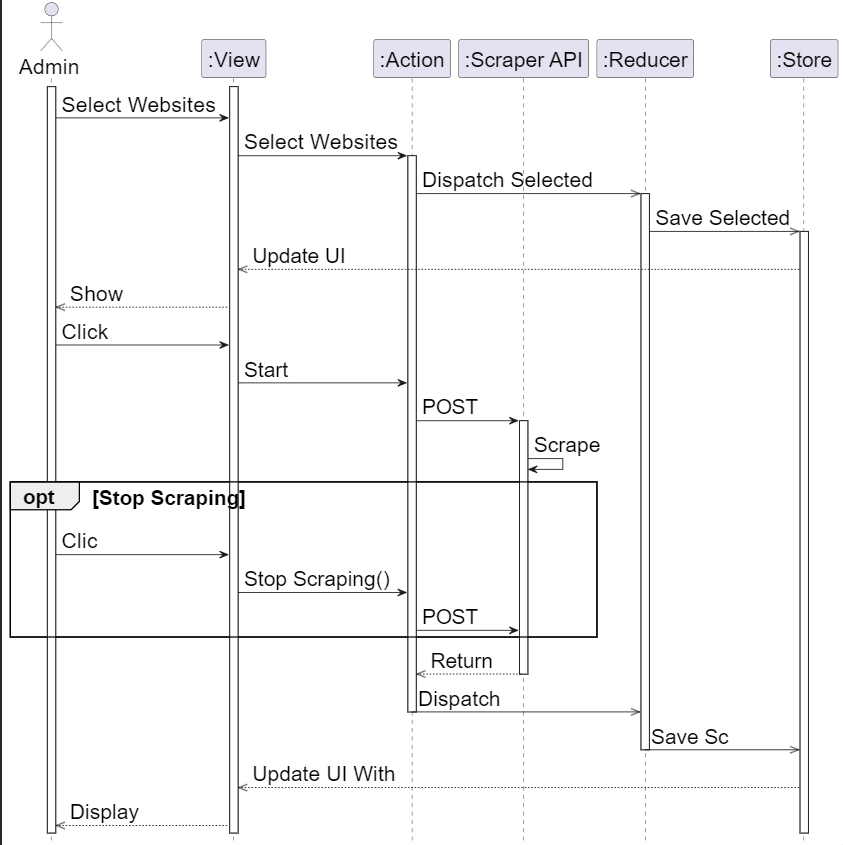 Admin
:View
:Action
:Scraper API
:Reducer
:Store
Select Websites
Select Websites
Dispatch Selected
Save Selected
Update UI
Show
Click
Start
POST
Scrape
opt [Stop Scraping]
Clic
Stop Scraping()
POST
Return
Dispatch
Save Sc
Update UI With
Display